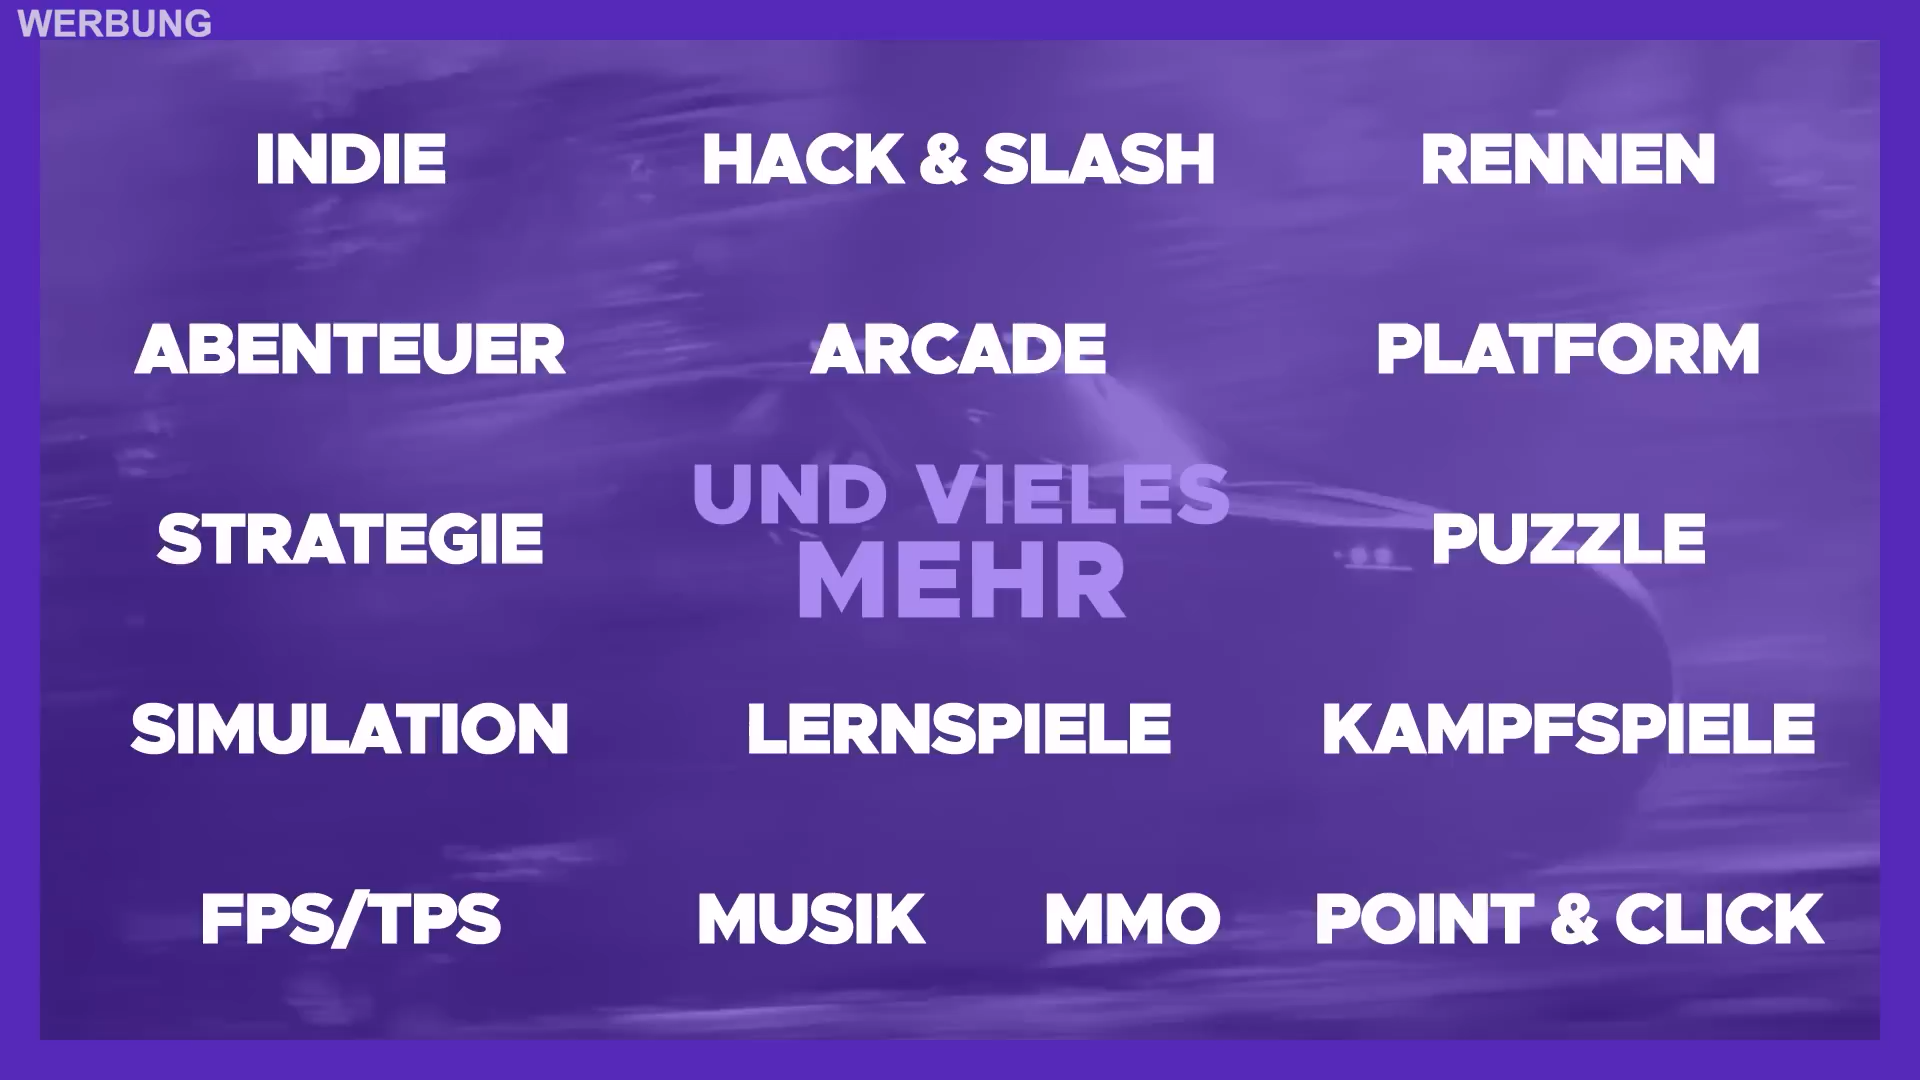 WERBUNG
INDIE HACK & SLASH RENNEN
ABENTEUER ARCADE PLATFORM
UND VIELES
STRATEGIE PUZZLE
MEHR
SIMULATION LERNSPIELE KAMPFSPIELE
FPS/TPS MUSIK MMO POINT & CLICK